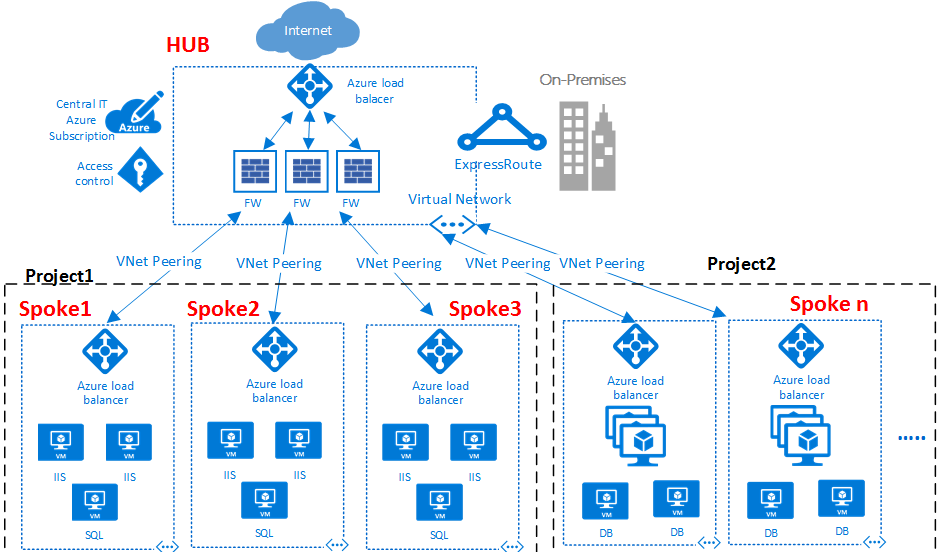 Internet
HUB
Azure load
balacer
On-Premises
Central IT
Azure
Subscription
Azure
Access
control
ExpressRoute
FW
FW
FW
Virtual Network
VNet Peering
VNet Peering
VNet Peering
VNet Peering
VNet Peering
Project1
Project2
Spoke1
Spoke2
Spoke3
Spoke n
Azure load
balancer
Azure load
balancer
Azure load
balancer
Azure load
balancer
Azure load
balancer
VM
VM
VM
VM
VM
VM
IIS
IIS
IIS
IIS
IIS
IIS
.....
VM
VM
VM
VM
VM
VM
VM
SQL
SQL
SQL
DB
DB
DB
DB